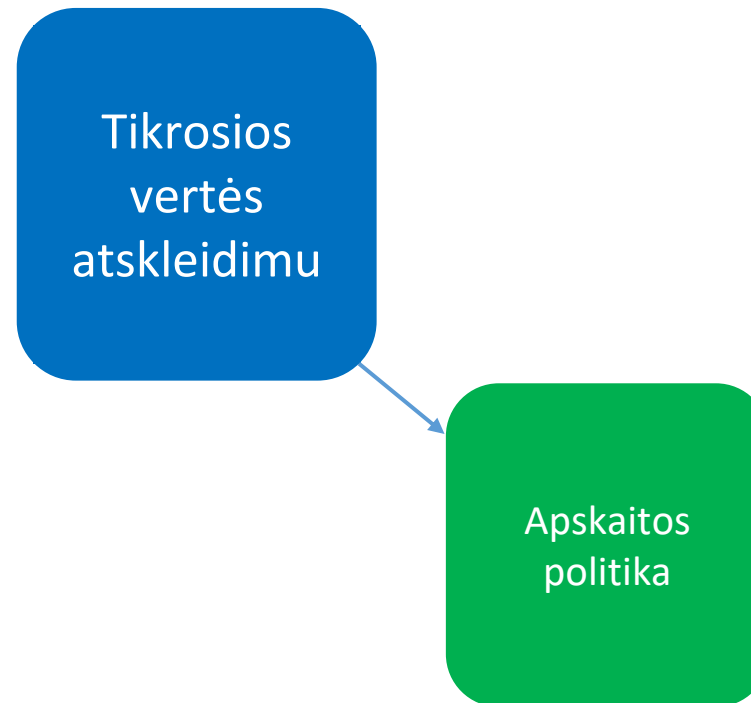 Tikrosios
vertės
atskleidimu
Apskaitos
politika